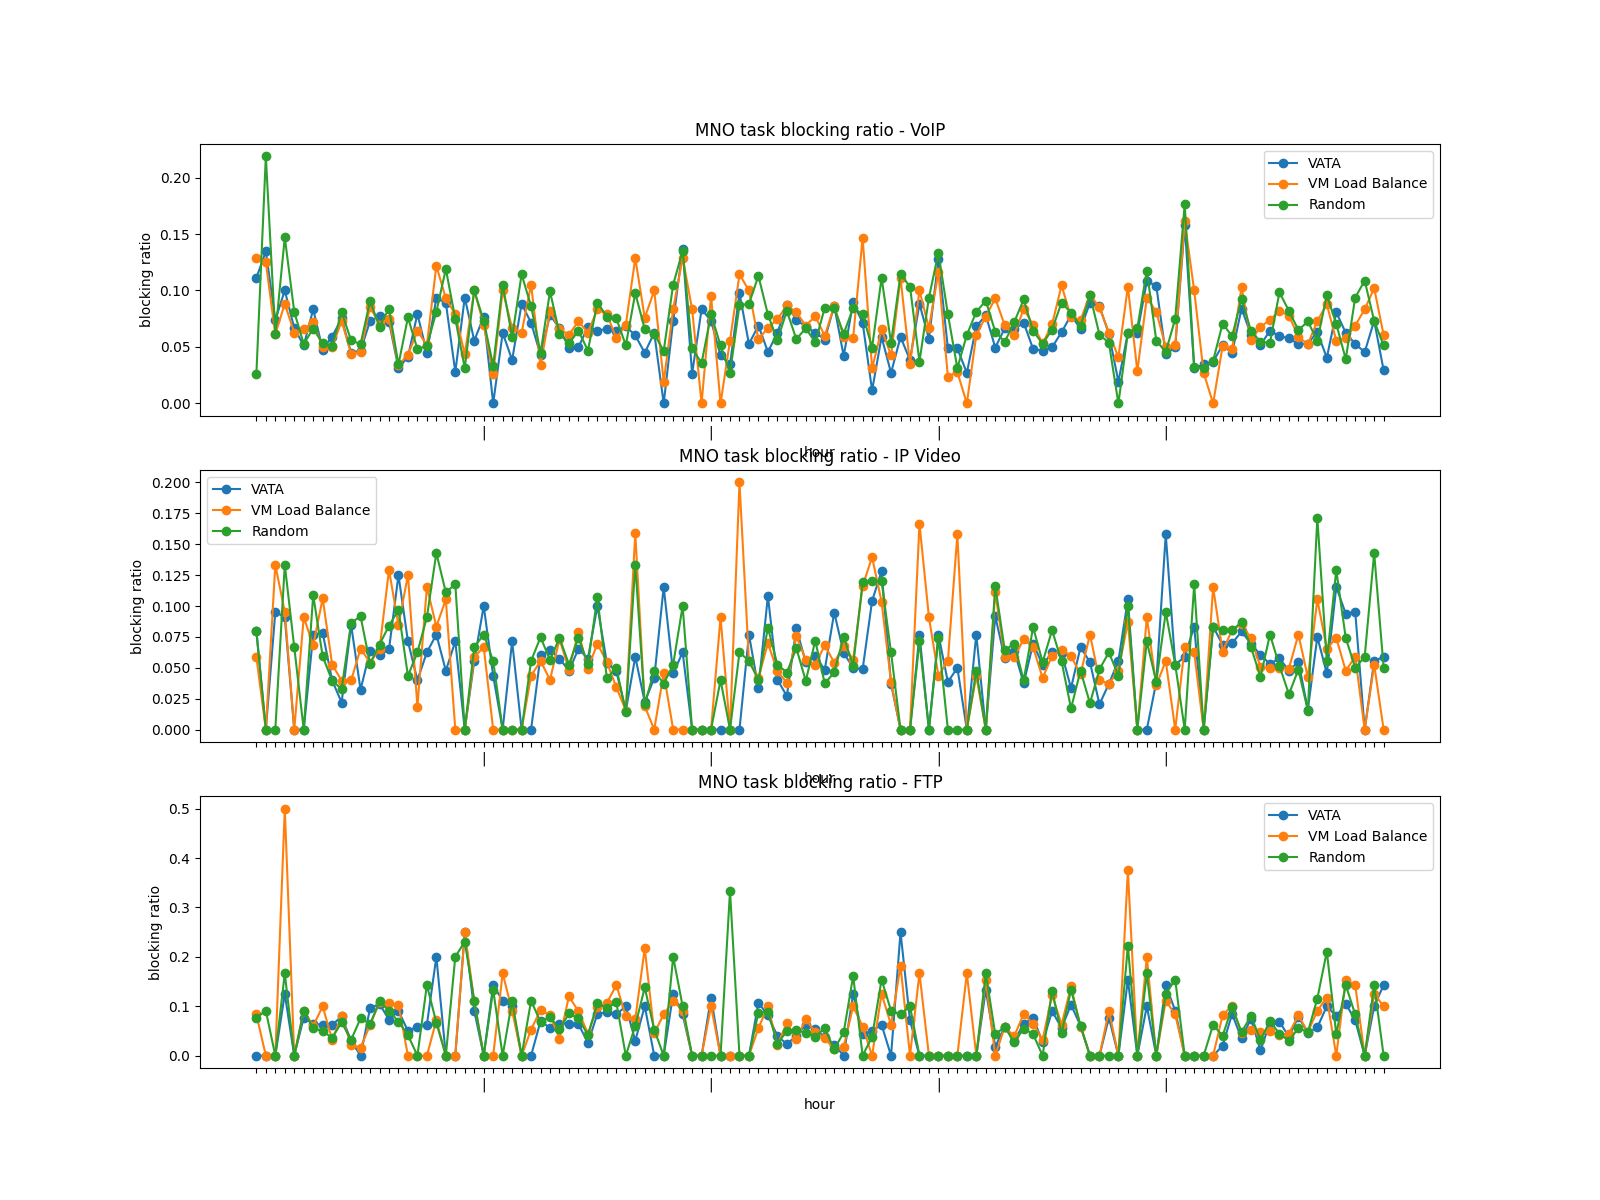 MNO task blocking ratio - VoIP
blocking ratio
0.20
0.15
0.10
0.05
0.00
VATA
VM Load Balance
Random
|
|
|
|
hour
MNO task blocking ratio - IP Video
blocking ratio
0.200
0.175
0.150
0.125
0.100
0.075
0.050
0.025
0.000
VATA
VM Load Balance
Random
|
|
|
|
hour
MNO task blocking ratio - FTP
blocking ratio
0.5
0.4
0.3
0.2
0.1
0.0
VATA
VM Load Balance
Random
|
|
|
|
hour